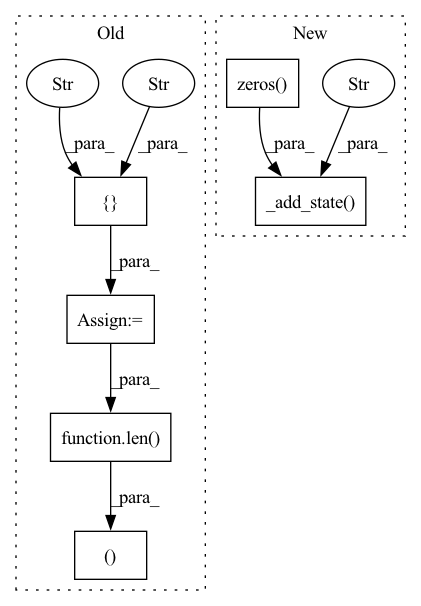 Old
New
Str
Str
zeros()
Str
_para_
_para_
_para_
_para_
{}
_add_state()
_para_
Assign:=
_para_
function.len()
_para_
()